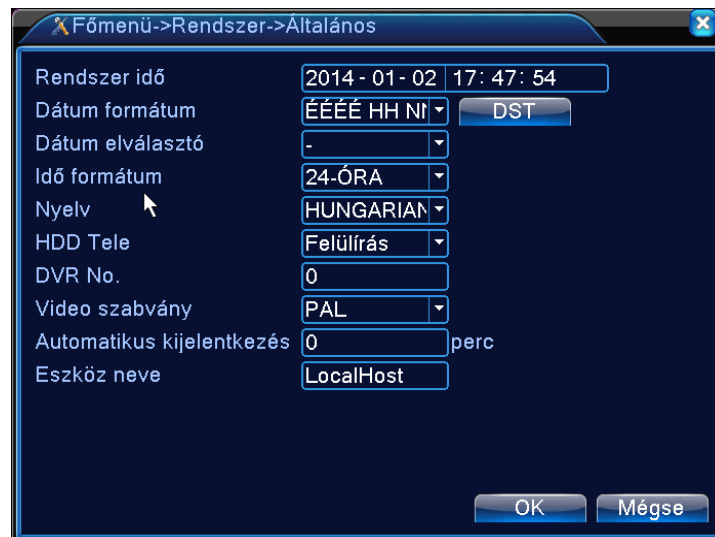 Főmenü->Rendszer->Általános
Rendszer idő 2014-01-02 17:47:54
Dátum formátum ÉÉÉÉ HH DST
Dátum elválasztó -
Idő formátum 24-ÓRA
Nyelv HUNGARIAN
HDD Tele Felülírás
DVR No. 0
Video szabvány PAL
Automatikus kijelentkezés 0 perc
Eszköz neve LocalHost
OK Mégse